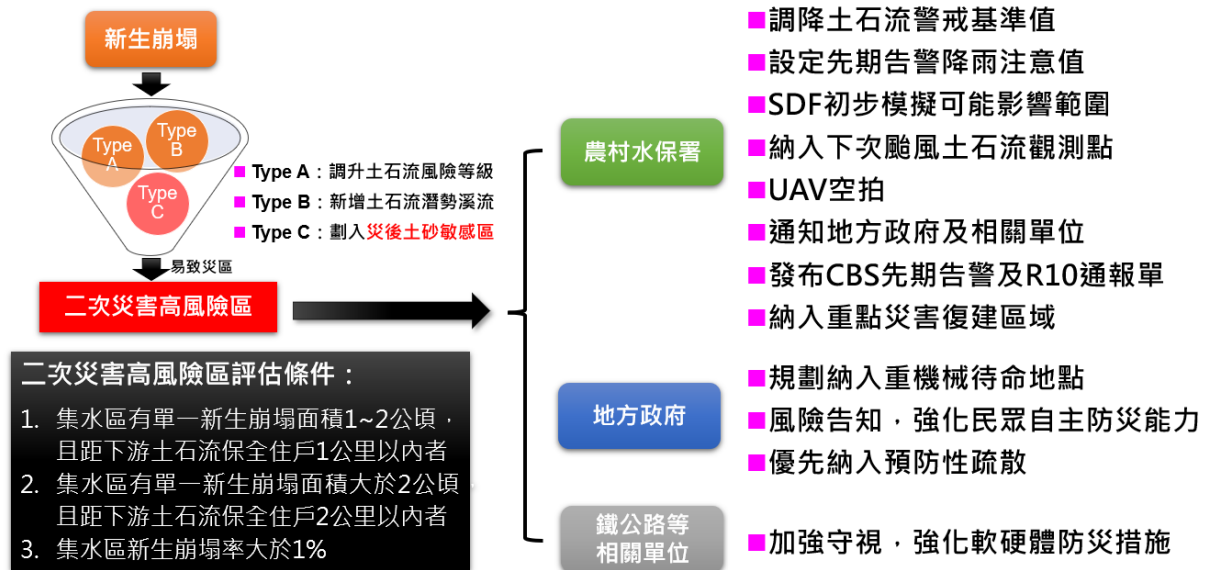 新生崩塌
Type
A
Type
B
Type
C
■ Type A：調升土石流風險等級
■ Type B：新增土石流潛勢溪流
■ Type C：劃入災後土砂敏感區
易致災區
二次災害高風險區
二次災害高風險區評估條件：
1. 集水區有單一新生崩塌面積1~2公頃，
且距下游土石流保全住戶1公里以內者
2. 集水區有單一新生崩塌面積大於2公頃
且距下游土石流保全住戶2公里以內者
3. 集水區新生崩塌率大於1%
農村水保署
■調降土石流警戒基準值
■設定先期告警降雨注意值
■SDF初步模擬可能影響範圍
■納入下次颱風土石流觀測點
■UAV空拍
■通知地方政府及相關單位
■發布CBS先期告警及R10通報單
■納入重點災害復建區域
地方政府
■規劃納入重機械待命地點
■風險告知，強化民眾自主防災能力
■優先納入預防性疏散
鐵公路等
相關單位
■加強守視，強化軟硬體防災措施